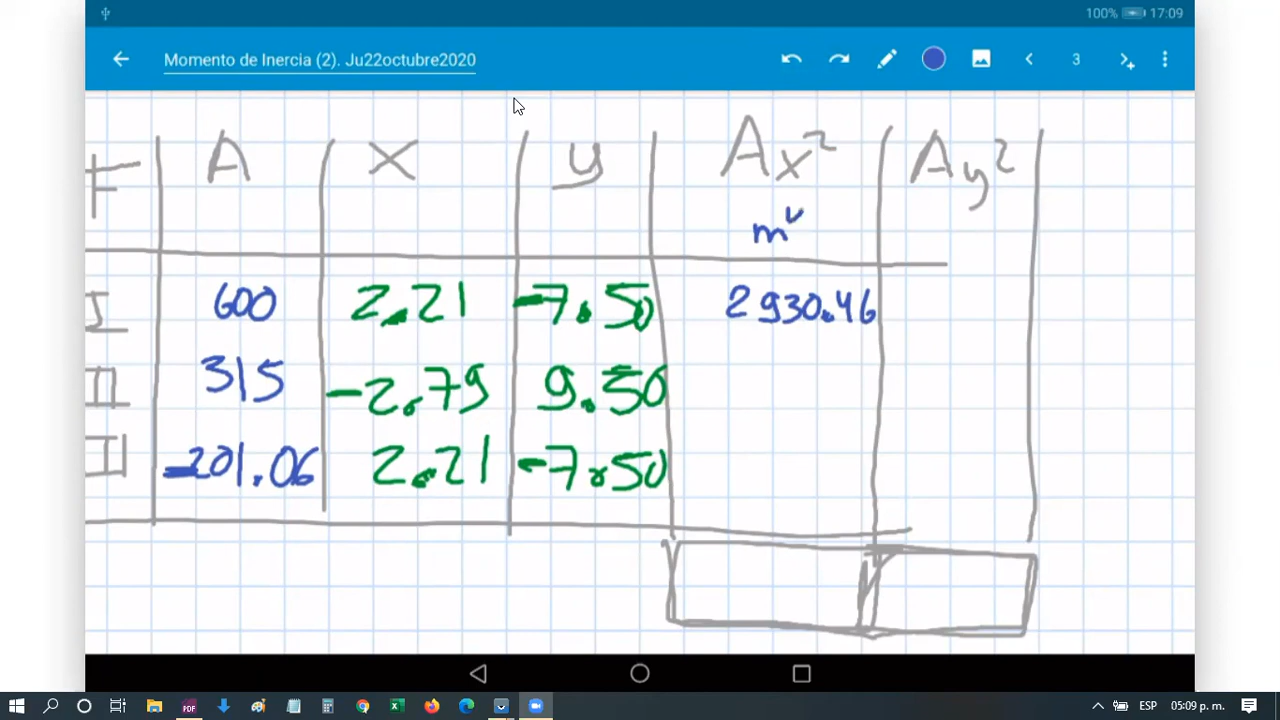 100% 17:09
Momento de Inercia (2). Ju22octubre2020 3
F A x y Ax² Ay²
m⁴
I 600 2.21 -7.50 2930.46
II 315 -2.79 9.50
II -201.06 2.21 -7.50
ESP 05:09 p. m.